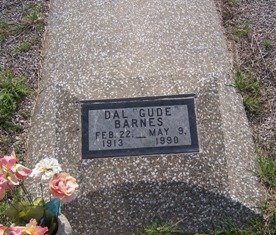 DAL "GUDE"
BARNES
FEB. 22, — MAY 9,
1913 1990